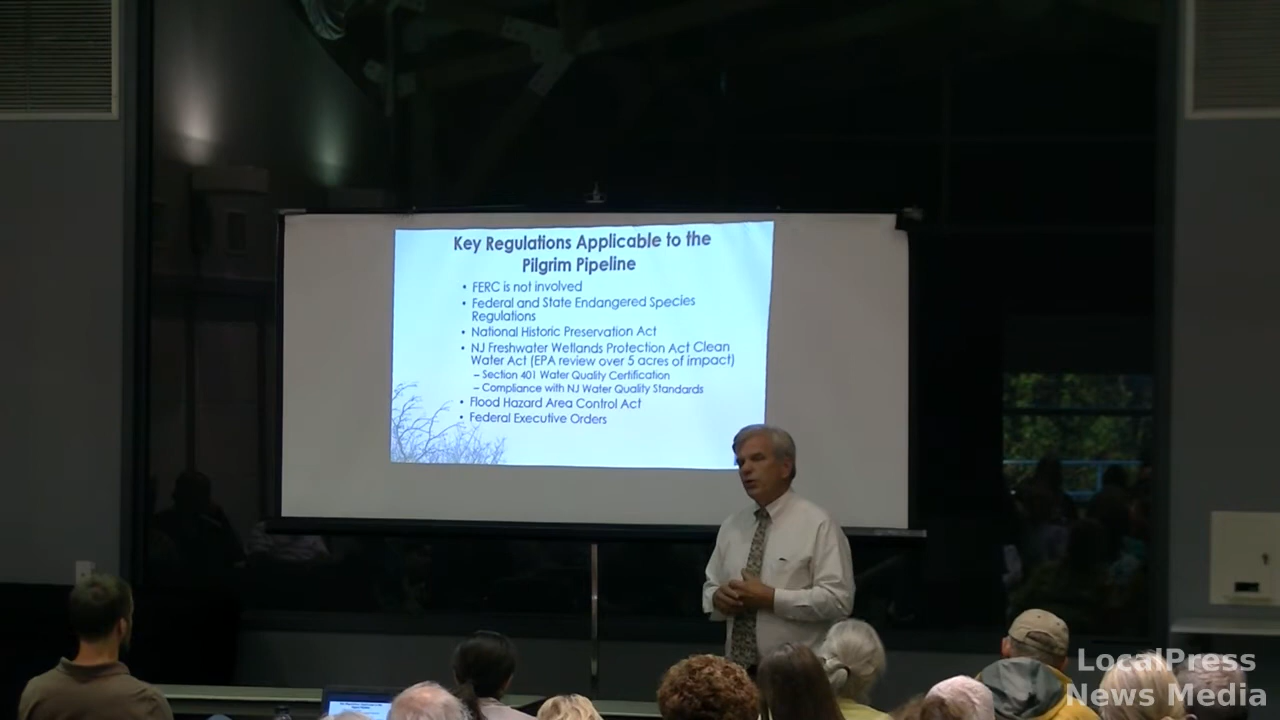 Key Regulations Applicable to the
Pilgrim Pipeline
• FERC is not involved
• Federal and State Endangered Species
Regulations
• National Historic Preservation Act
• NJ Freshwater Wetlands Protection Act Clean
Water Act (EPA review over 5 acres of impact)
– Section 401 Water Quality Certification
– Compliance with NJ Water Quality Standards
• Flood Hazard Area Control Act
• Federal Executive Orders
LocalPress
News Media